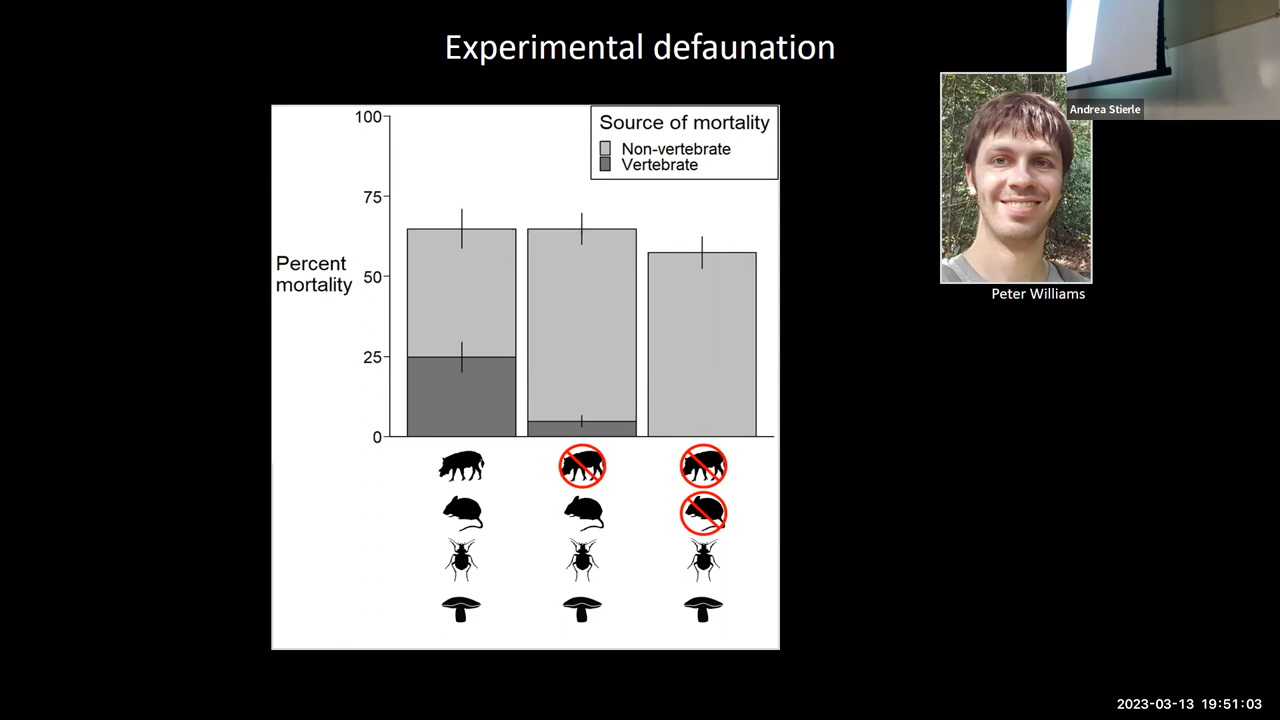 Experimental defaunation
Andrea Stierle
Peter Williams
Source of mortality
Non-vertebrate
Vertebrate
Percent
mortality
100
75
50
25
0
2023-03-13 19:51:03